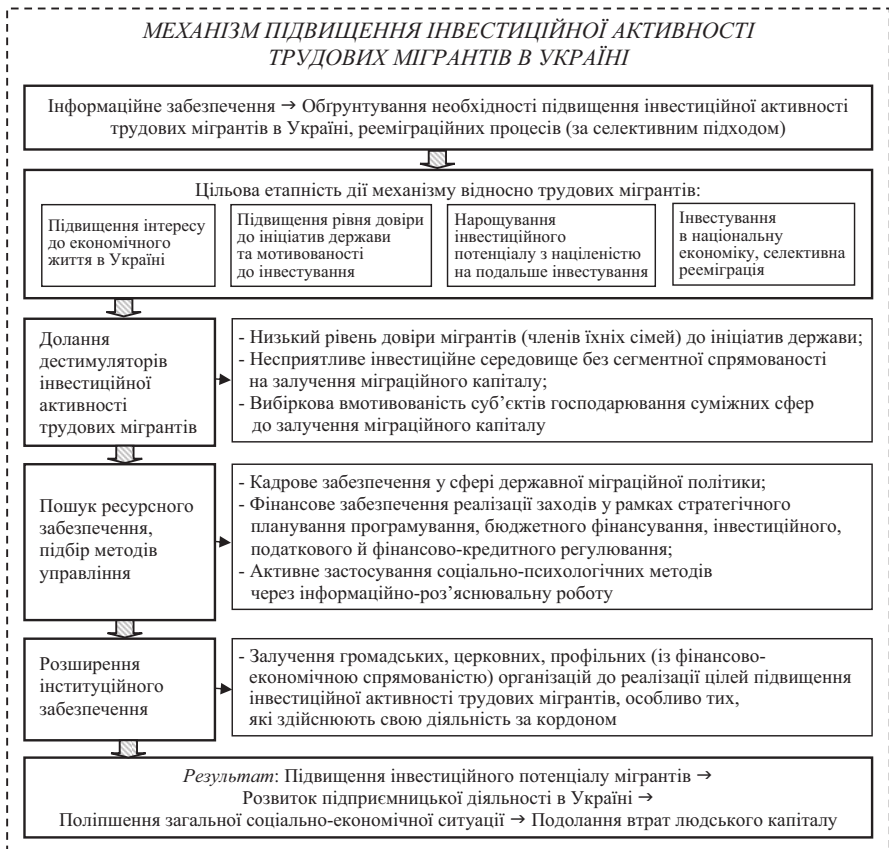 МЕХАНІЗМ ПІДВИЩЕННЯ ІНВЕСТИЦІЙНОЇ АКТИВНОСТІ
ТРУДОВИХ МІГРАНТІВ В УКРАЇНІ
Інформаційне забезпечення → Обґрунтування необхідності підвищення інвестиційної активності
трудових мігрантів в Україні, рееміграційних процесів (за селективним підходом)
Цільова етапність дії механізму відносно трудових мігрантів:
Підвищення інтересу
до економічного
життя в Україні
Підвищення рівня довіри
до ініціатив держави
та мотивованості
до інвестування
Нарощування
інвестиційного
потенціалу з націленістю
на подальше інвестування
Інвестування
в національну
економіку, селективна
рееміграція
Долання
дестимуляторів
інвестиційної
активності
трудових мігрантів
- Низький рівень довіри мігрантів (членів їхніх сімей) до ініціатив держави;
- Несприятливе інвестиційне середовище без сегментної спрямованості
на залучення міграційного капіталу;
- Вибіркова вмотивованість суб’єктів господарювання суміжних сфер
до залучення міграційного капіталу
Пошук ресурсного
забезпечення,
підбір методів
управління
- Кадрове забезпечення у сфері державної міграційної політики;
- Фінансове забезпечення реалізації заходів у рамках стратегічного
планування програмування, бюджетного фінансування, інвестиційного,
податкового й фінансово-кредитного регулювання;
- Активне застосування соціально-психологічних методів
через інформаційно-роз’яснювальну роботу
Розширення
інституційного
забезпечення
- Залучення громадських, церковних, профільних (із фінансово-
економічною спрямованістю) організацій до реалізації цілей підвищення
інвестиційної активності трудових мігрантів, особливо тих,
які здійснюють свою діяльність за кордоном
Результат: Підвищення інвестиційного потенціалу мігрантів →
Розвиток підприємницької діяльності в Україні →
Поліпшення загальної соціально-економічної ситуації → Подолання втрат людського капіталу